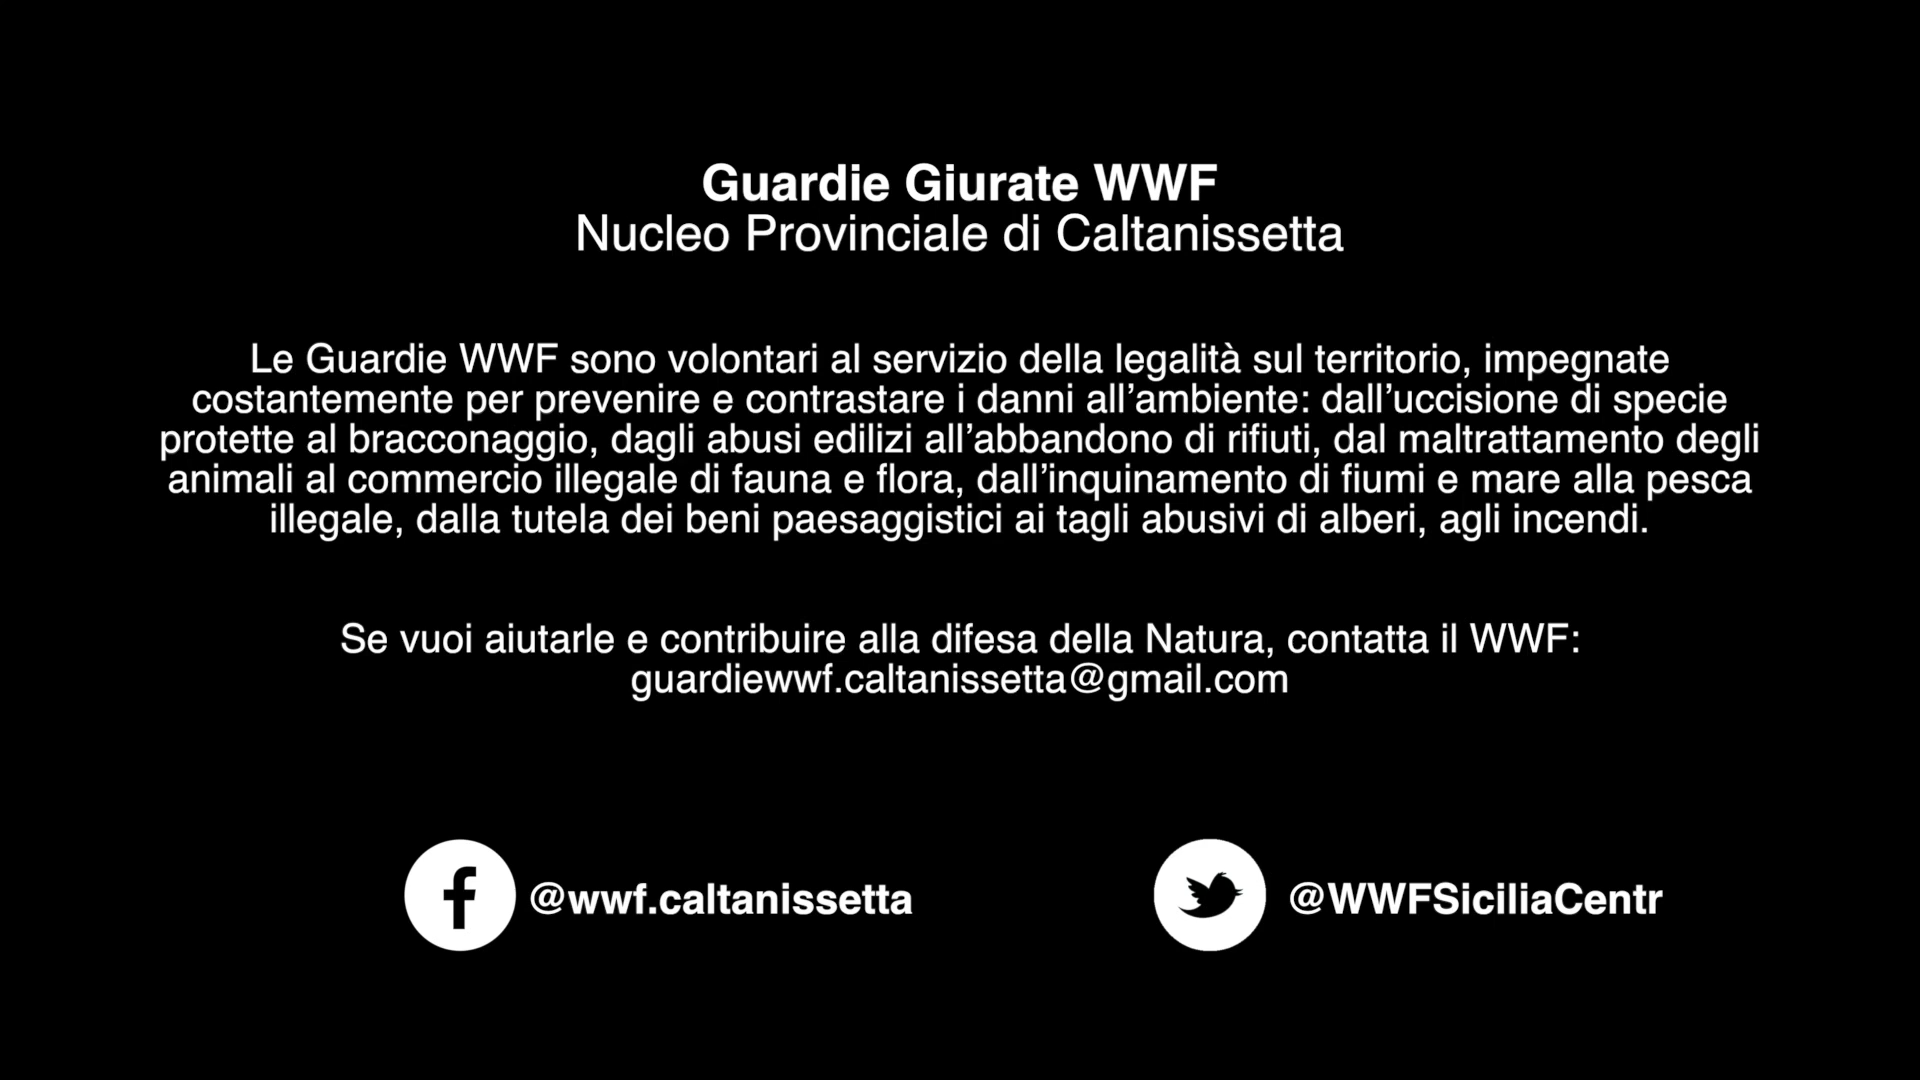 Guardie Giurate WWF
Nucleo Provinciale di Caltanissetta
Le Guardie WWF sono volontari al servizio della legalità sul territorio, impegnate
costantemente per prevenire e contrastare i danni all’ambiente: dall’uccisione di specie
protette al bracconaggio, dagli abusi edilizi all’abbandono di rifiuti, dal maltrattamento degli
animali al commercio illegale di fauna e flora, dall’inquinamento di fiumi e mare alla pesca
illegale, dalla tutela dei beni paesaggistici ai tagli abusivi di alberi, agli incendi.
Se vuoi aiutarle e contribuire alla difesa della Natura, contatta il WWF:
guardiewwf.caltanissetta@gmail.com
@wwf.caltanissetta
@WWFSiciliaCentr